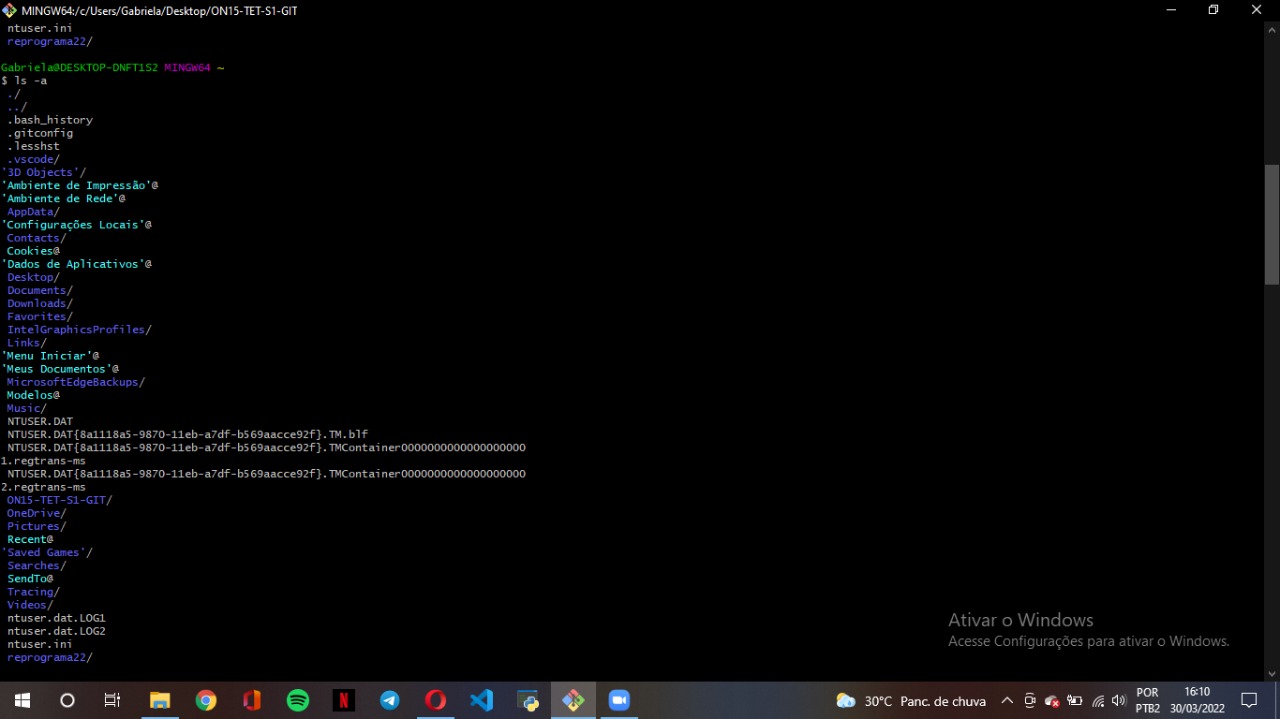 MINGW64:/c/Users/Gabriela/Desktop/ON15-TET-S1-GIT
ntuser.ini
reprograma22/
Gabriela@DESKTOP-DNFT1S2 MINGW64 ~
$ ls -a
./
../
.bash_history
.gitconfig
.lesshst
.vscode/
'3D Objects'/
'Ambiente de Impressão'@
'Ambiente de Rede'@
AppData/
'Configurações Locais'@
Contacts/
Cookies@
'Dados de Aplicativos'@
Desktop/
Documents/
Downloads/
Favorites/
IntelGraphicsProfiles/
Links/
'Menu Iniciar'@
'Meus Documentos'@
MicrosoftEdgeBackups/
Modelos@
Music/
NTUSER.DAT
NTUSER.DAT{8a1118a5-9870-11eb-a7df-b569aacce92f}.TM.blf
NTUSER.DAT{8a1118a5-9870-11eb-a7df-b569aacce92f}.TMContainer0000000000000000000
1.regtrans-ms
NTUSER.DAT{8a1118a5-9870-11eb-a7df-b569aacce92f}.TMContainer0000000000000000000
2.regtrans-ms
ON15-TET-S1-GIT/
OneDrive/
Pictures/
Recent@
'Saved Games'/
Searches/
SendTo@
Tracing/
Videos/
ntuser.dat.LOG1
ntuser.dat.LOG2
ntuser.ini
reprograma22/
Ativar o Windows
Acesse Configurações para ativar o Windows.
30°C Panc. de chuva
POR
PTB2
16:10
30/03/2022